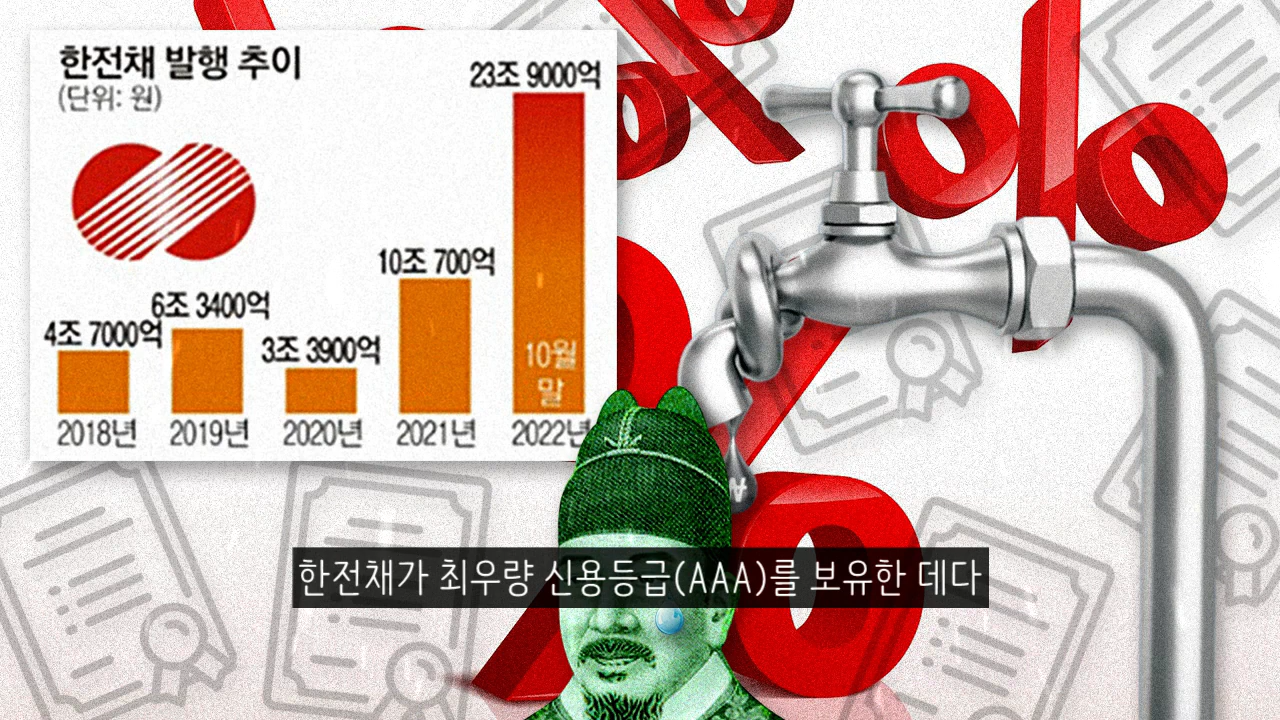 한전채 발행 추이
(단위: 원)
23조 9000억
10조 700억
6조 3400억
4조 7000억
3조 3900억
10월
말
2018년
2019년
2020년
2021년
2022년
₩
한전채가 최우량 신용등급(AAA)를 보유한 데다